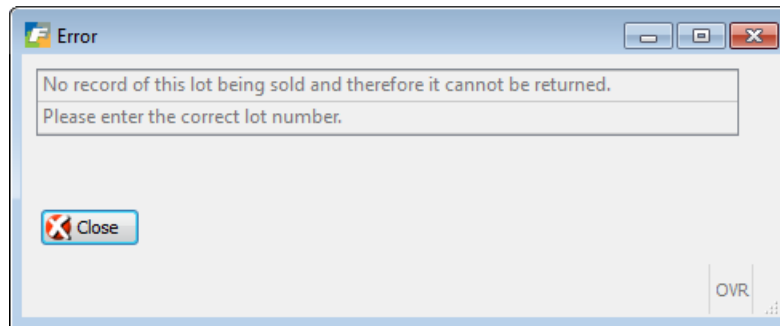 Error
No record of this lot being sold and therefore it cannot be returned.
Please enter the correct lot number.
Close
OVR